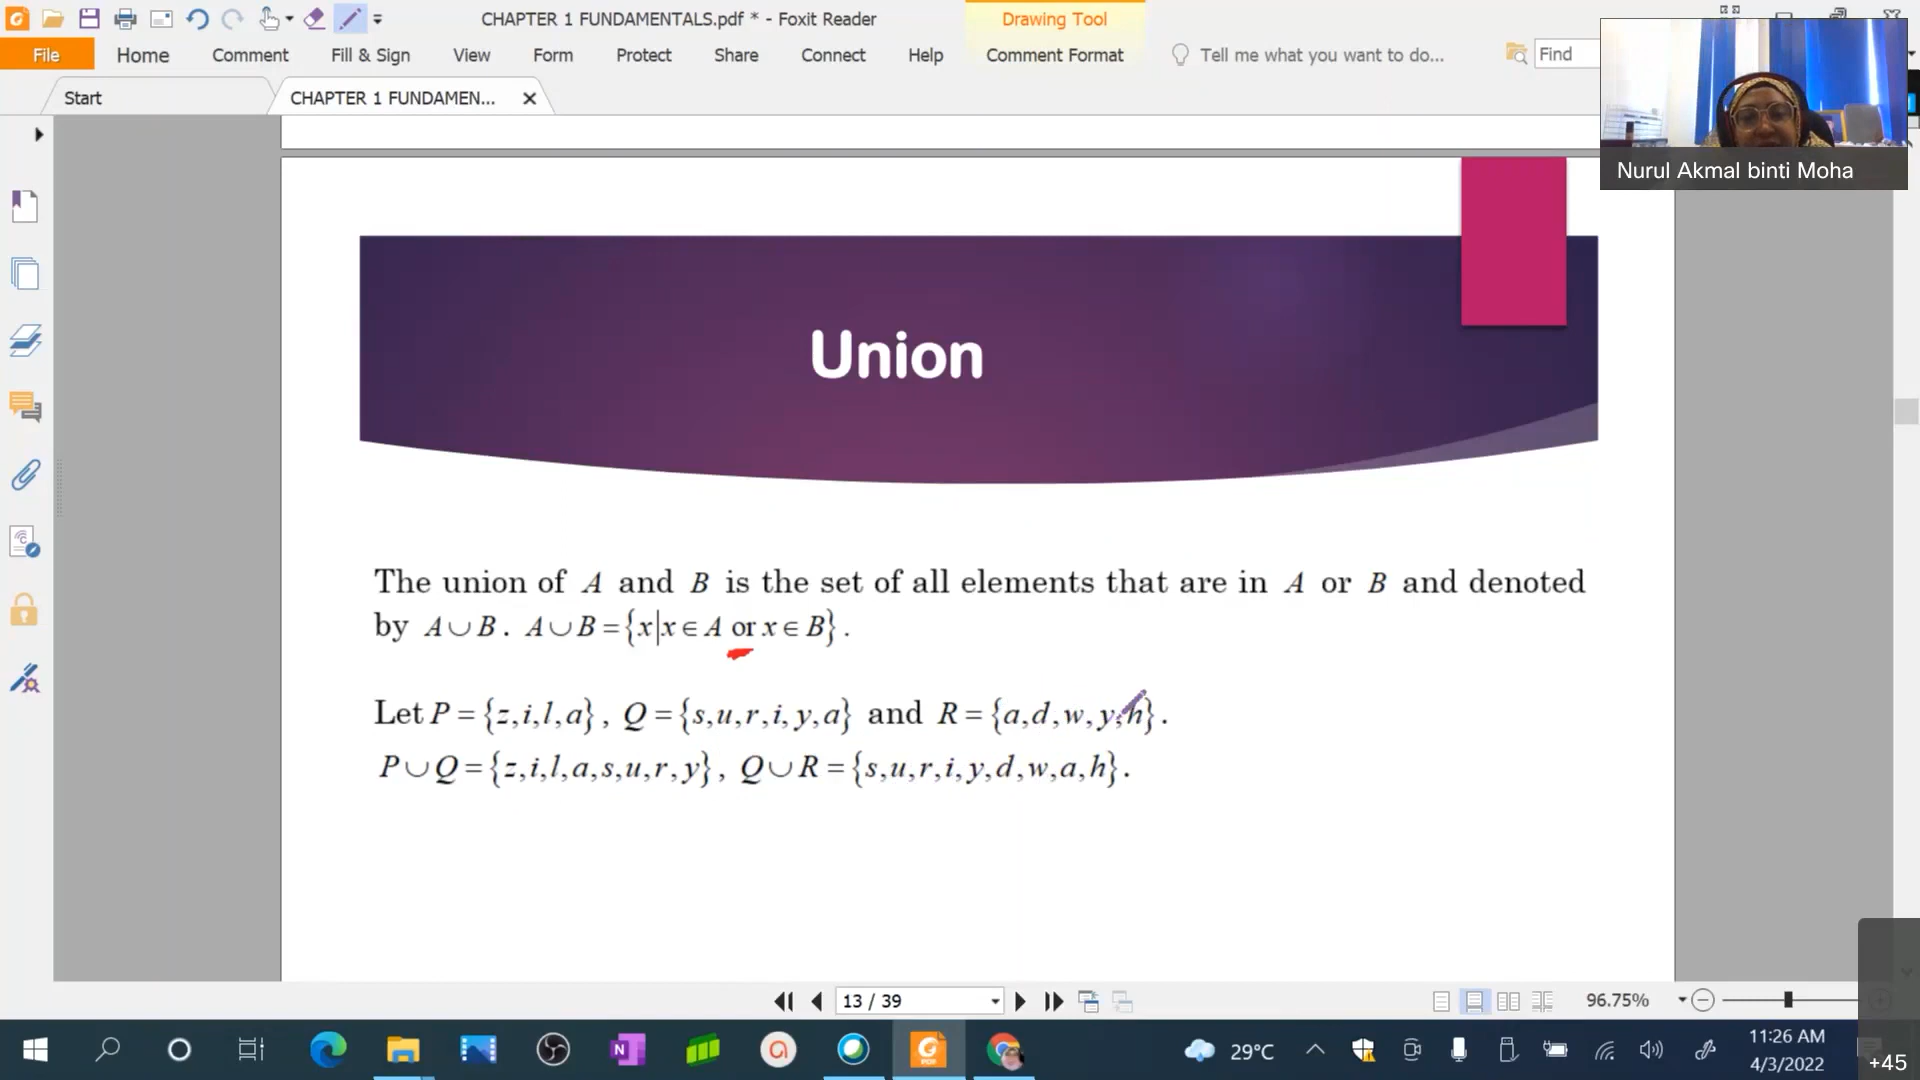 CHAPTER 1 FUNDAMENTALS.pdf * - Foxit Reader
Drawing Tool
File Home Comment Fill & Sign View Form Protect Share Connect Help Comment Format Tell me what you want to do... Find
Start CHAPTER 1 FUNDAMEN...
Nurul Akmal binti Moha
Union
The union of A and B is the set of all elements that are in A or B and denoted
by A∪B. A∪B={x|x∈A or x∈B}.
Let P={z,i,l,a}, Q={s,u,r,i,y,a} and R={a,d,w,y,h}.
P∪Q={z,i,l,a,s,u,r,y}, Q∪R={s,u,r,i,y,d,w,a,h}.
13 / 39
96.75%
29°C
11:26 AM
4/3/2022
+45